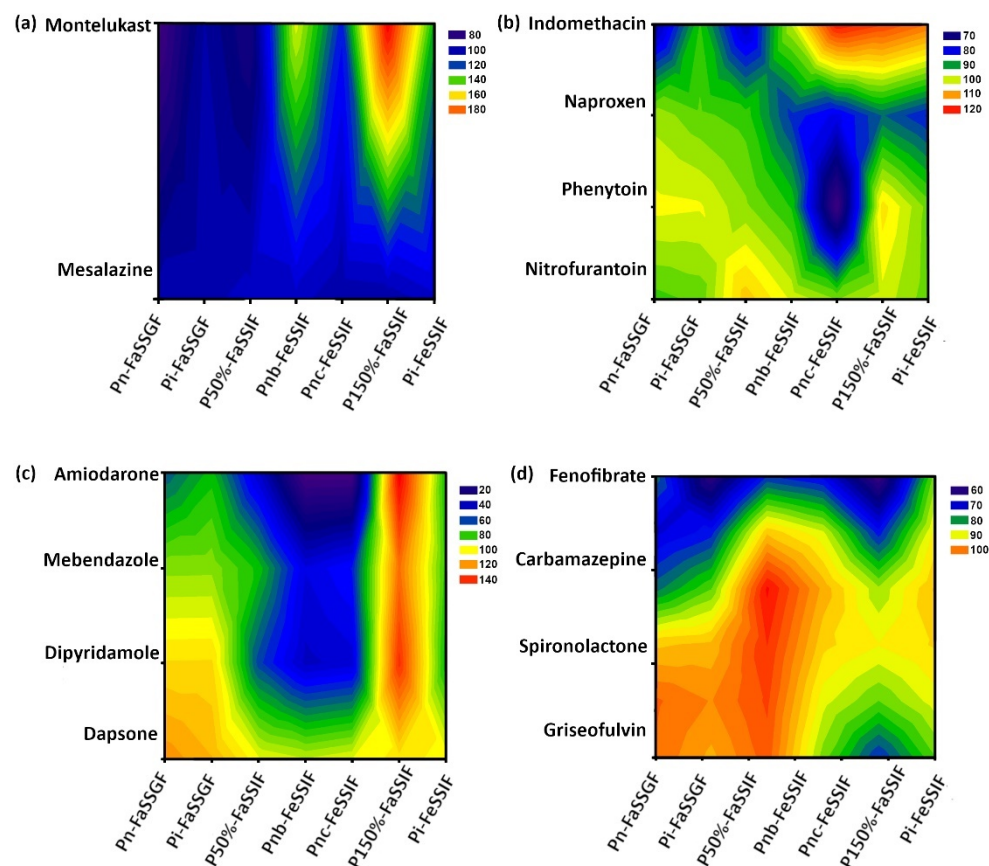 (a) Montelukast
Mesalazine
80
100
120
140
160
180
Pn-FaSSGF
Pi-FaSSGF
P50%-FaSSIF
Pnb-FeSSIF
Pnc-FeSSIF
P150%-FaSSIF
Pi-FeSSIF
(b) Indomethacin
Naproxen
Phenytoin
Nitrofurantoin
70
80
90
100
110
120
Pn-FaSSGF
Pi-FaSSGF
P50%-FaSSIF
Pnb-FeSSIF
Pnc-FeSSIF
P150%-FaSSIF
Pi-FeSSIF
(c) Amiodarone
Mebendazole
Dipyridamole
Dapsone
20
40
60
80
100
120
140
Pn-FaSSGF
Pi-FaSSGF
P50%-FaSSIF
Pnb-FeSSIF
Pnc-FeSSIF
P150%-FaSSIF
Pi-FeSSIF
(d) Fenofibrate
Carbamazepine
Spironolactone
Griseofulvin
60
70
80
90
100
Pn-FaSSGF
Pi-FaSSGF
P50%-FaSSIF
Pnb-FeSSIF
Pnc-FeSSIF
P150%-FaSSIF
Pi-FeSSIF